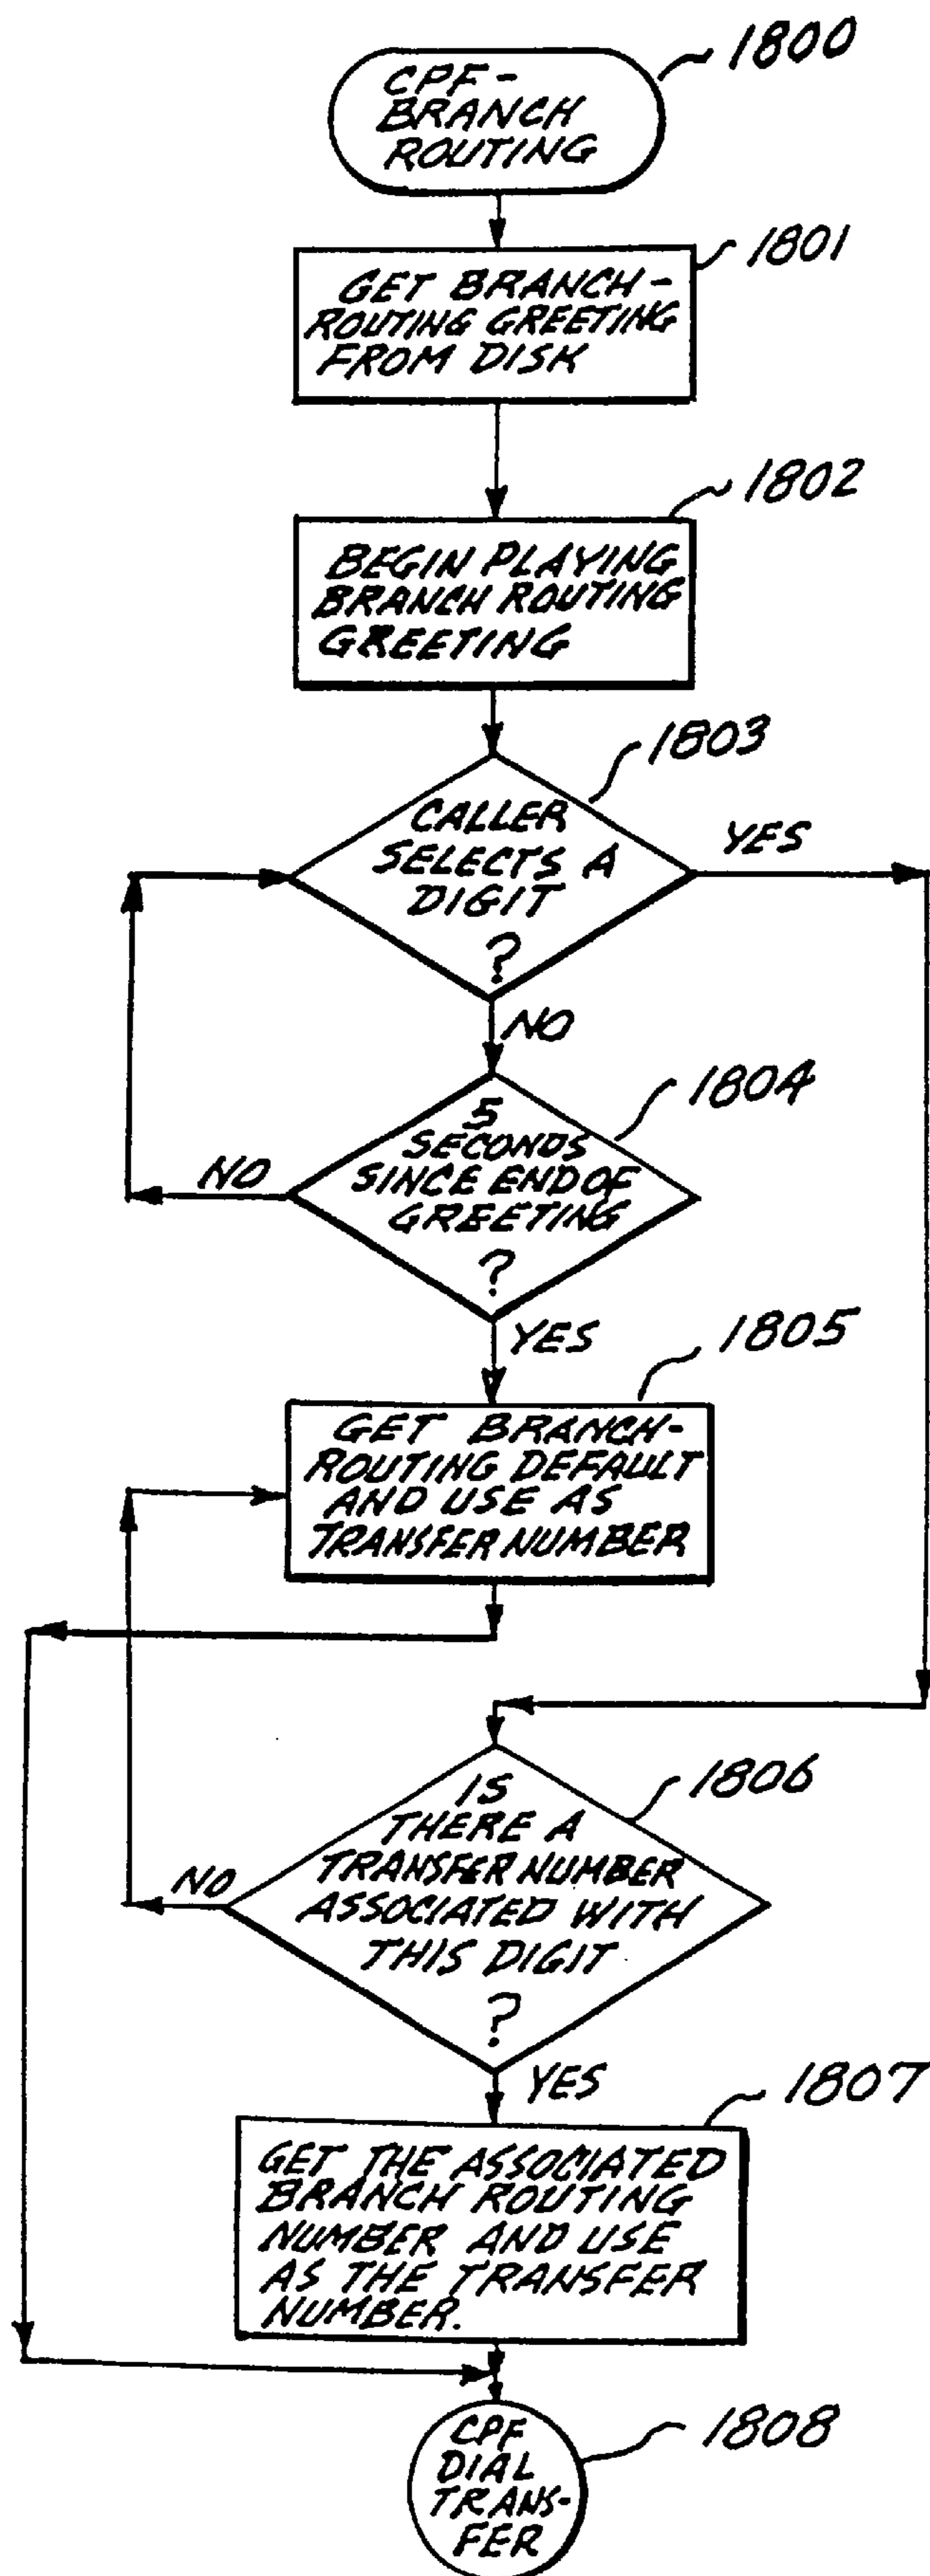 1800
CPF-
BRANCH
ROUTING
1801
GET BRANCH-
ROUTING GREETING
FROM DISK
1802
BEGIN PLAYING
BRANCH ROUTING
GREETING
1803
CALLER
SELECTS A
DIGIT
?
YES
NO
1804
5
SECONDS
SINCE END OF
GREETING
?
NO
YES
1805
GET BRANCH-
ROUTING DEFAULT
AND USE AS
TRANSFER NUMBER
1806
IS
THERE A
TRANSFER NUMBER
ASSOCIATED WITH
THIS DIGIT
?
NO
YES
1807
GET THE ASSOCIATED
BRANCH ROUTING
NUMBER AND USE
AS THE TRANSFER
NUMBER.
1808
CPF
DIAL
TRANS-
FER